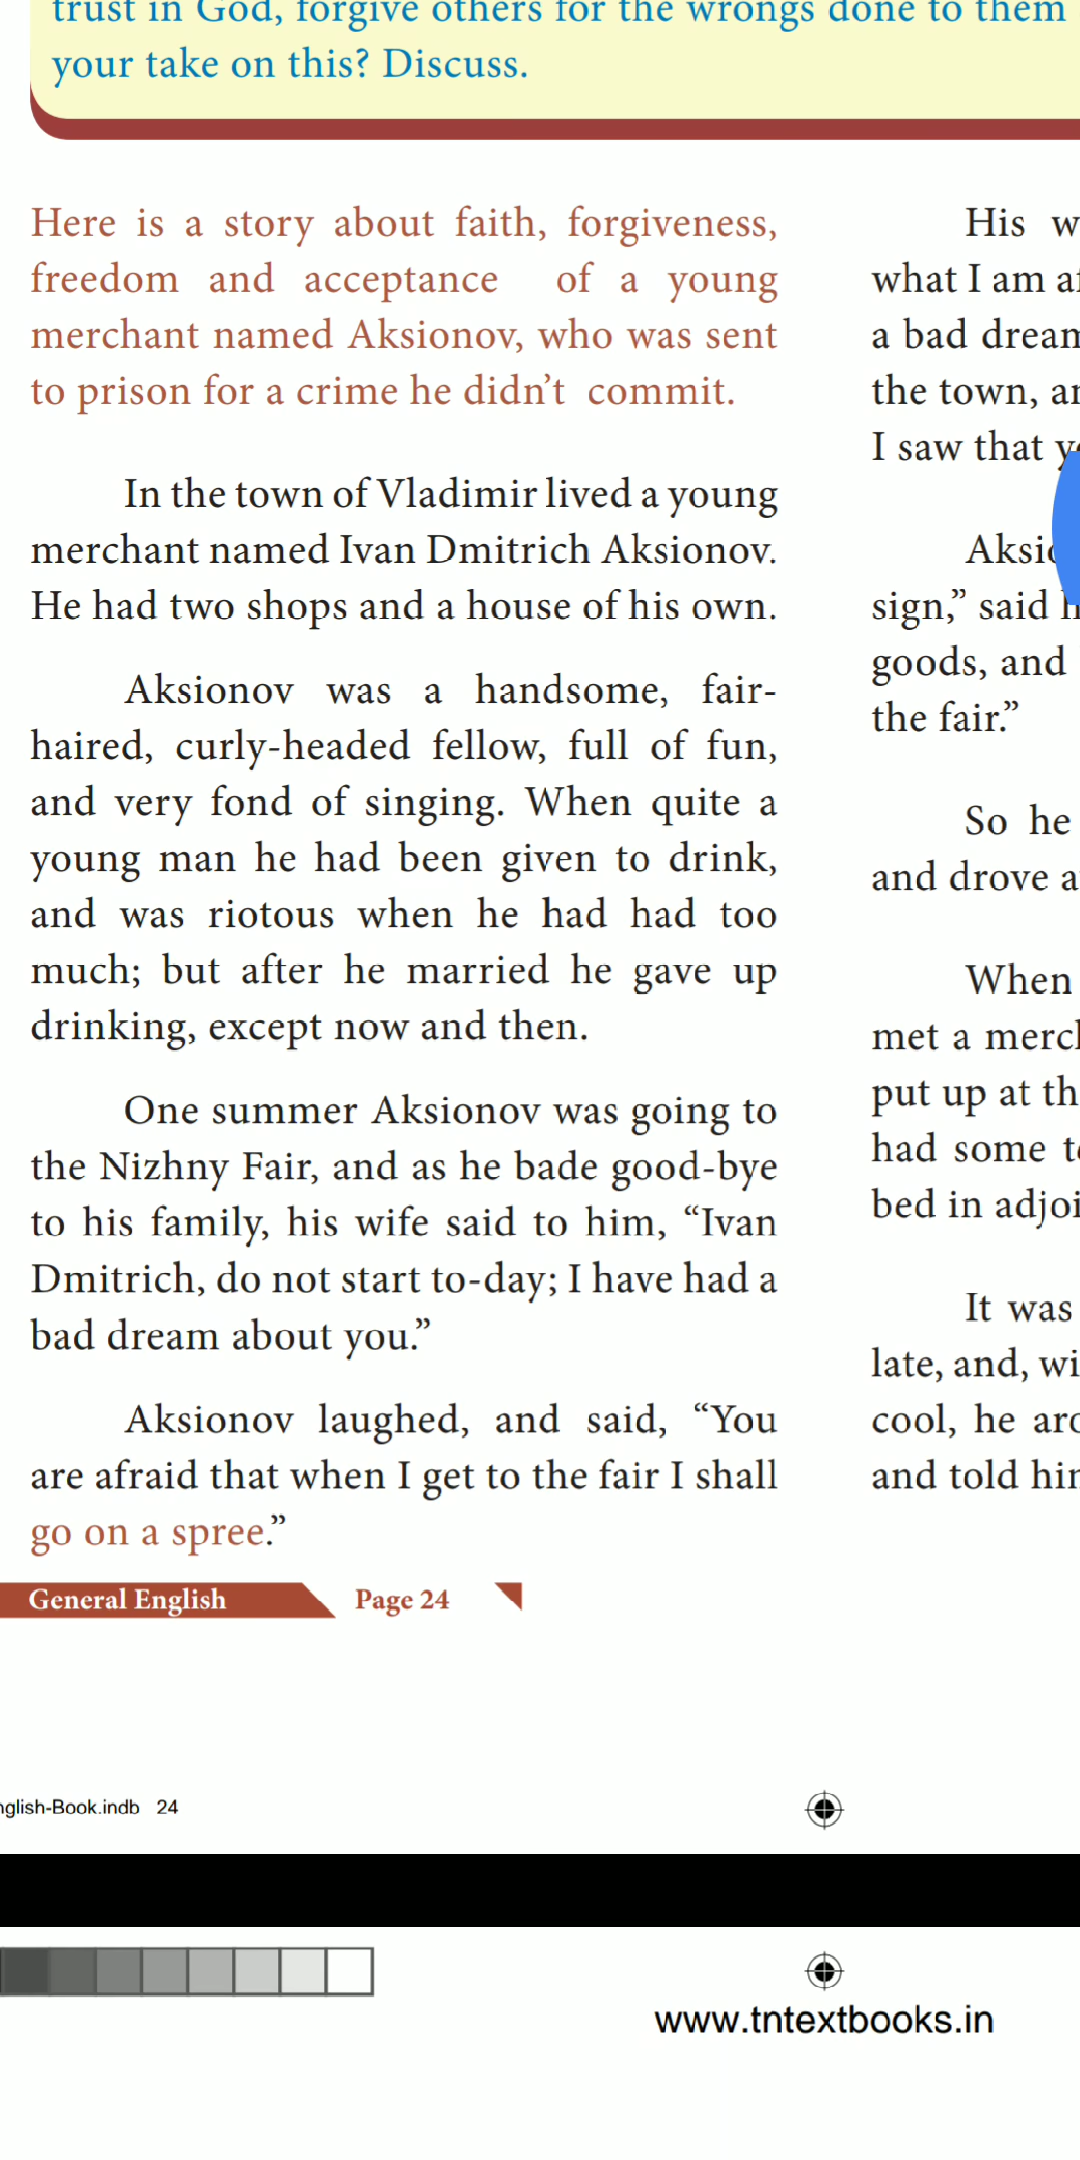 trust in God, forgive others for the wrongs done to them
your take on this? Discuss.
Here is a story about faith, forgiveness,
freedom and acceptance of a young
merchant named Aksionov, who was sent
to prison for a crime he didn’t commit.
In the town of Vladimir lived a young
merchant named Ivan Dmitrich Aksionov.
He had two shops and a house of his own.
Aksionov was a handsome, fair-
haired, curly-headed fellow, full of fun,
and very fond of singing. When quite a
young man he had been given to drink,
and was riotous when he had had too
much; but after he married he gave up
drinking, except now and then.
One summer Aksionov was going to
the Nizhny Fair, and as he bade good-bye
to his family, his wife said to him, “Ivan
Dmitrich, do not start to-day; I have had a
bad dream about you.”
Aksionov laughed, and said, “You
are afraid that when I get to the fair I shall
go on a spree.”
His
what I am
a bad
the town,
I saw that
sign,” said
goods, and
the fair.”
So he
and drove
When
met a
put up at
had some
bed in
It was
late, and,
cool, he
and told
General English
Page 24
24
www.tntextbooks.in